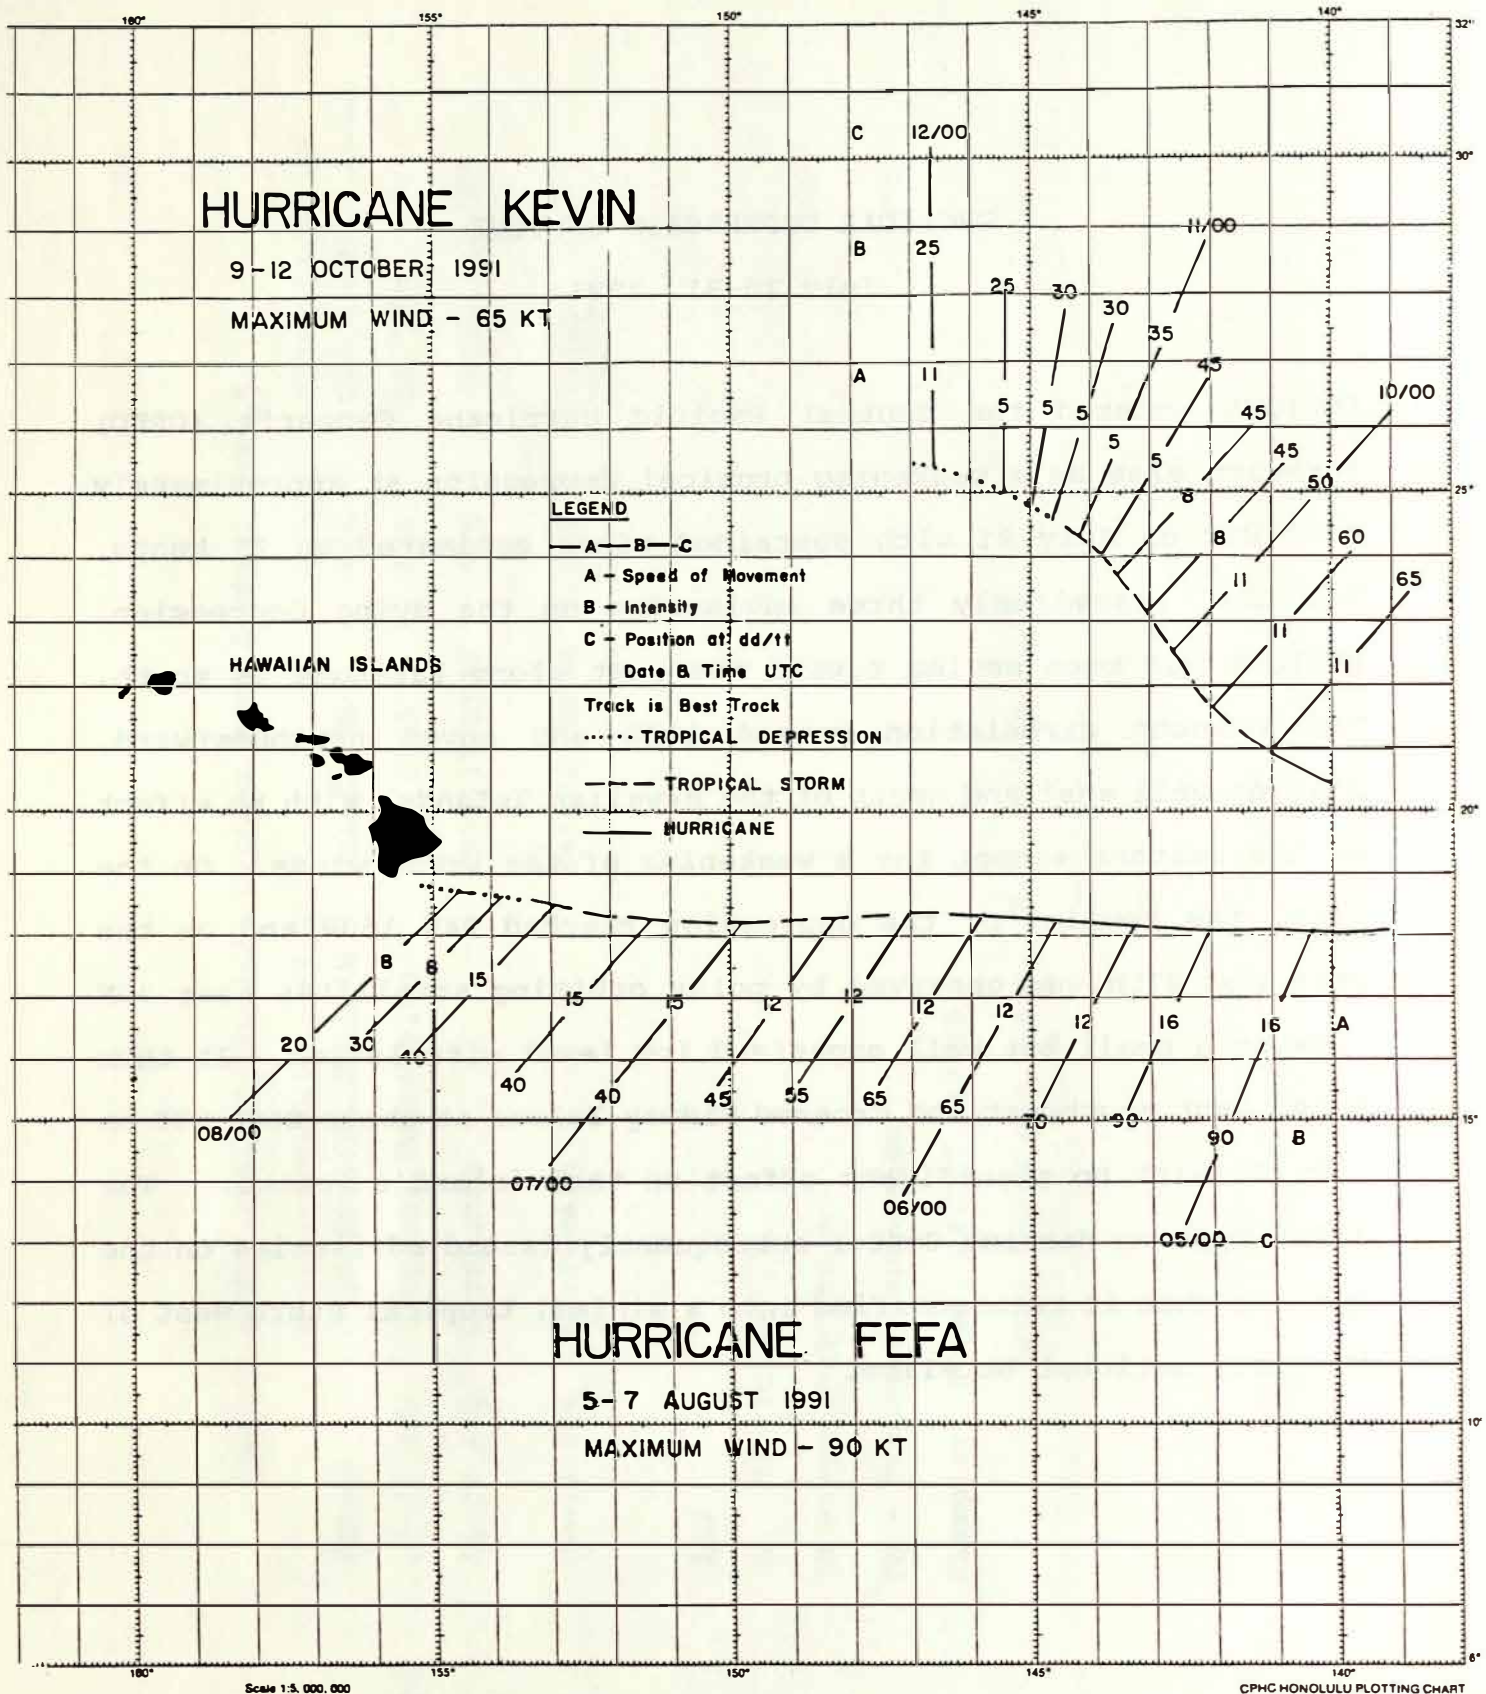 160° 155° 150° 145° 140° 32°
C 12/00
30°
HURRICANE KEVIN
9-12 OCTOBER 1991
MAXIMUM WIND - 65 KT
B 25
11/00
25 30 30 35 45
A 11
10/00
5 5 5 5 5 45 45 50
8 8 60
25°
11 65
11
11
LEGEND
A-B-C
A - Speed of Movement
B - Intensity
C - Position at dd/tt
Date & Time UTC
Track is Best Track
TROPICAL DEPRESSION
TROPICAL STORM
HURRICANE
HAWAIIAN ISLANDS
20°
8 8 15 15 15 12 12 12 12 12 16 16 A
20 30 40 40 40 45 55 65 65 70 90 90 B
15°
08/00 07/00 06/00 05/00 C
HURRICANE FEFA
5-7 AUGUST 1991
MAXIMUM WIND - 90 KT
10°
160° 155° 150° 145° 140° 6°
Scale 1:5,000,000
CPHC HONOLULU PLOTTING CHART